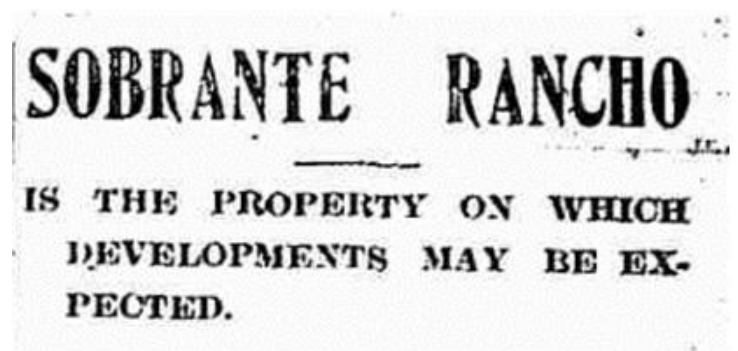 SOBRANTE RANCHO
IS THE PROPERTY ON WHICH
DEVELOPMENTS MAY BE EX-
PECTED.